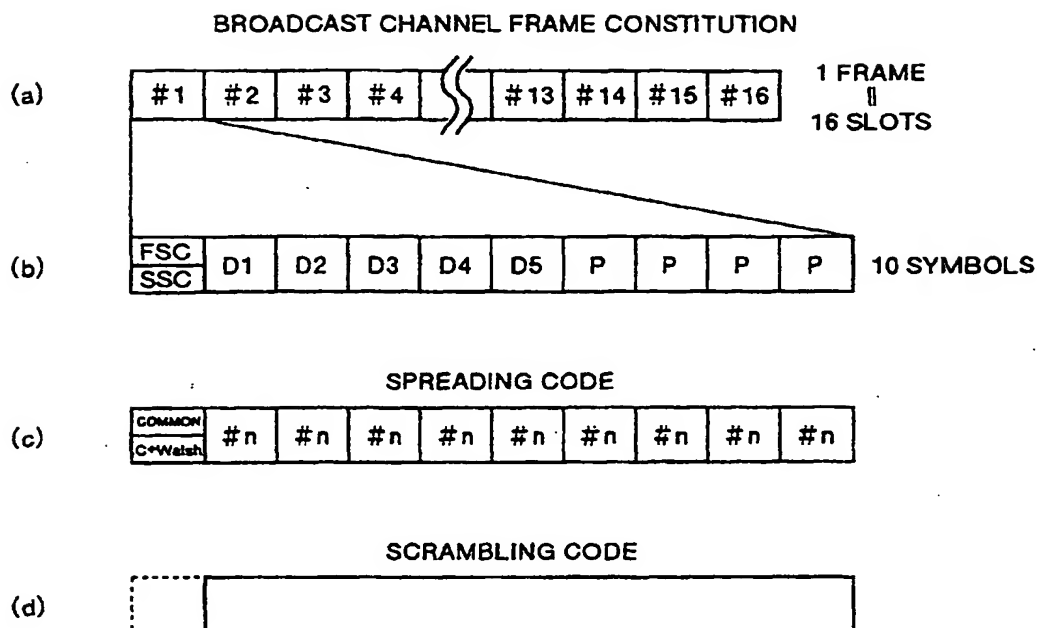 BROADCAST CHANNEL FRAME CONSTITUTION
(a) #1 #2 #3 #4 #13 #14 #15 #16 1 FRAME
||
16 SLOTS
(b) FSC SSC D1 D2 D3 D4 D5 P P P P 10 SYMBOLS
SPREADING CODE
(c) COMMON C*Walsh #n #n #n #n #n #n #n #n #n
SCRAMBLING CODE
(d)